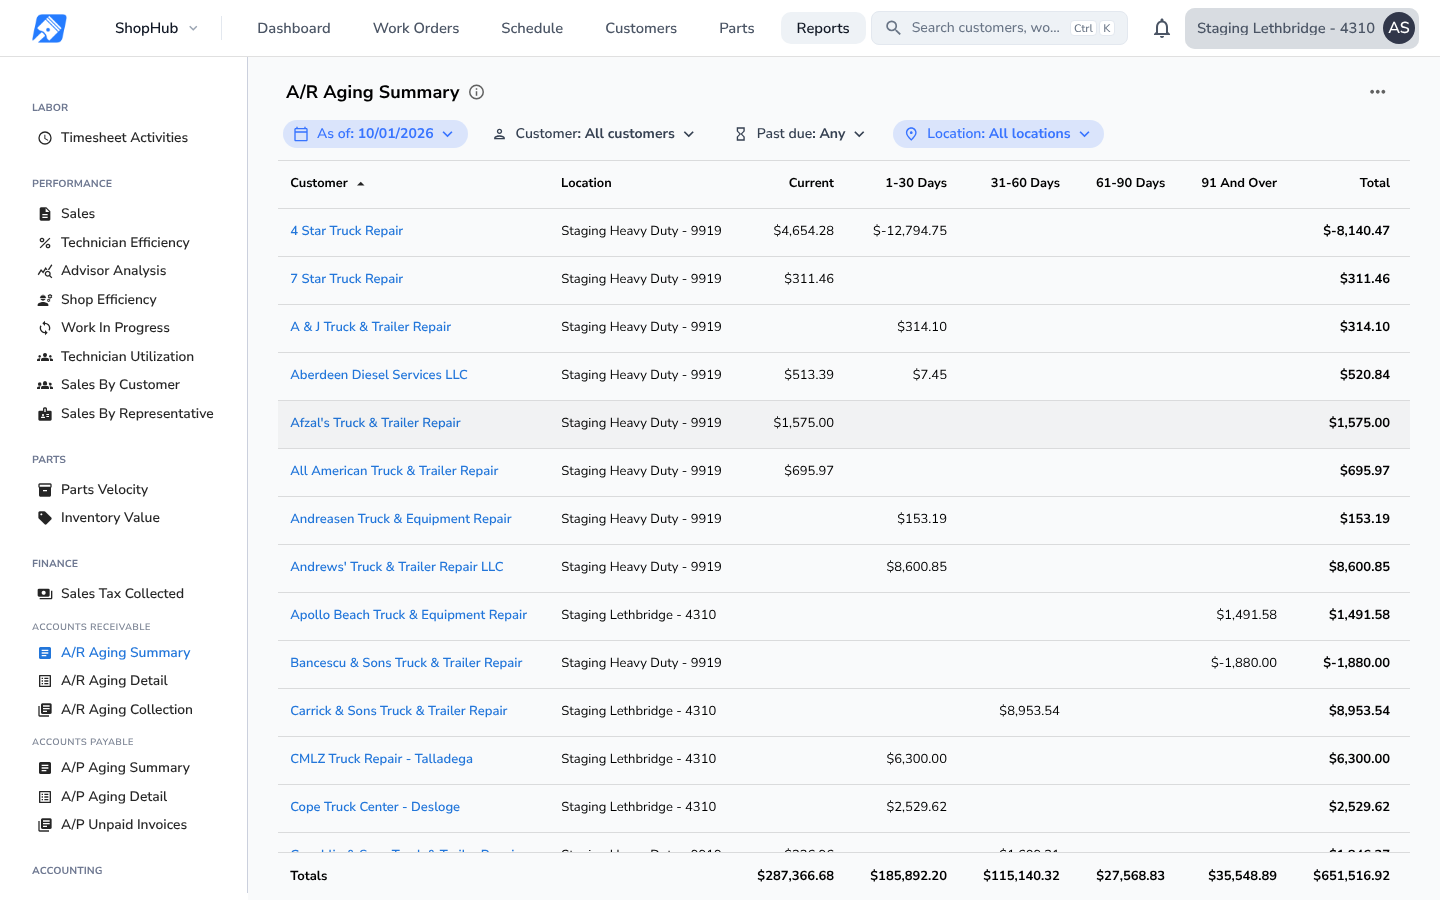 ShopHub
Dashboard
Work Orders
Schedule
Customers
Parts
Reports
Search customers, wo...
Ctrl K
Staging Lethbridge - 4310
AS
LABOR
Timesheet Activities
PERFORMANCE
Sales
Technician Efficiency
Advisor Analysis
Shop Efficiency
Work In Progress
Technician Utilization
Sales By Customer
Sales By Representative
PARTS
Parts Velocity
Inventory Value
FINANCE
Sales Tax Collected
ACCOUNTS RECEIVABLE
A/R Aging Summary
A/R Aging Detail
A/R Aging Collection
ACCOUNTS PAYABLE
A/P Aging Summary
A/P Aging Detail
A/P Unpaid Invoices
ACCOUNTING
A/R Aging Summary
As of: 10/01/2026 Customer: All customers Past due: Any Location: All locations
Customer Location Current 1-30 Days 31-60 Days 61-90 Days 91 And Over Total
4 Star Truck Repair Staging Heavy Duty - 9919 $4,654.28 $-12,794.75 $-8,140.47
7 Star Truck Repair Staging Heavy Duty - 9919 $311.46 $311.46
A & J Truck & Trailer Repair Staging Heavy Duty - 9919 $314.10 $314.10
Aberdeen Diesel Services LLC Staging Heavy Duty - 9919 $513.39 $7.45 $520.84
Afzal's Truck & Trailer Repair Staging Heavy Duty - 9919 $1,575.00 $1,575.00
All American Truck & Trailer Repair Staging Heavy Duty - 9919 $695.97 $695.97
Andreasen Truck & Equipment Repair Staging Heavy Duty - 9919 $153.19 $153.19
Andrews' Truck & Trailer Repair LLC Staging Heavy Duty - 9919 $8,600.85 $8,600.85
Apollo Beach Truck & Equipment Repair Staging Lethbridge - 4310 $1,491.58 $1,491.58
Bancescu & Sons Truck & Trailer Repair Staging Heavy Duty - 9919 $-1,880.00 $-1,880.00
Carrick & Sons Truck & Trailer Repair Staging Lethbridge - 4310 $8,953.54 $8,953.54
CMLZ Truck Repair - Talladega Staging Lethbridge - 4310 $6,300.00 $6,300.00
Cope Truck Center - Desloge Staging Lethbridge - 4310 $2,529.62 $2,529.62
Totals $287,366.68 $185,892.20 $115,140.32 $27,568.83 $35,548.89 $651,516.92